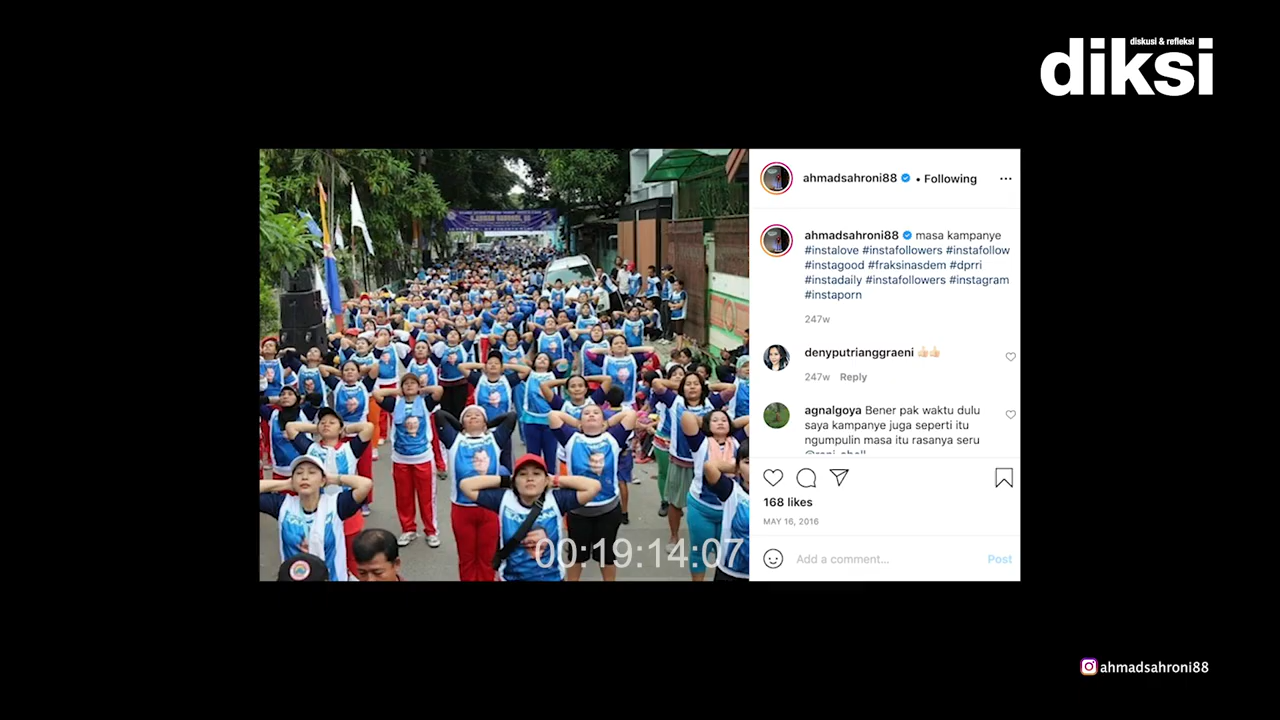 diskusi & refleksi
diksi
ahmadsahroni88 • Following
ahmadsahroni88 masa kampanye
#instalove #instafollowers #instafollow
#instagood #fraksinasdem #dprri
#instadaily #instafollowers #instagram
#instaporn
247w
denyputrianggraeni 👍🏻👍🏻
247w Reply
agnalgoya Bener pak waktu dulu
saya kampanye juga seperti itu
ngumpulin masa itu rasanya seru
168 likes
MAY 16, 2016
Add a comment...
Post
00:19:14:07
ahmadsahroni88